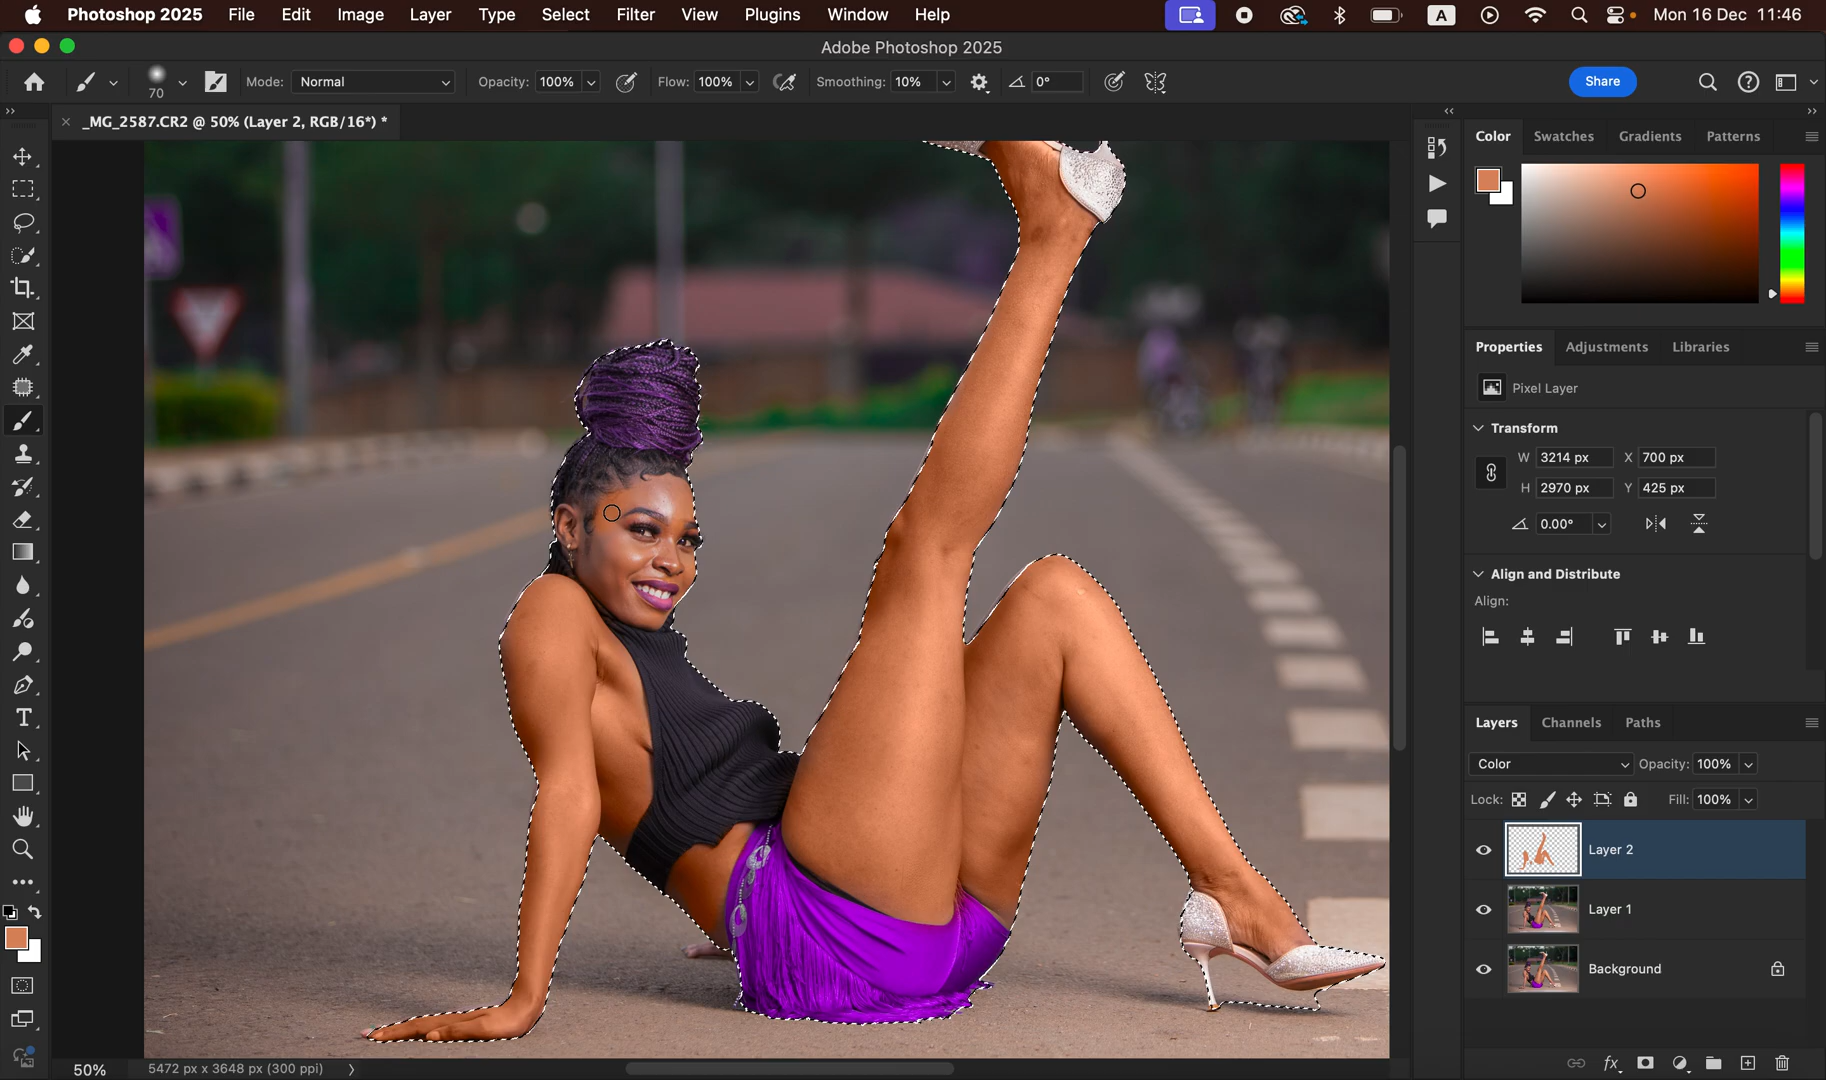 Photoshop 2025 File Edit Image Layer Type Select Filter View Plugins Window Help A Mon 16 Dec 11:46
Adobe Photoshop 2025
70 Mode: Normal Opacity: 100% Flow: 100% Smoothing: 10% 0° Share
_MG_2587.CR2 @ 50% (Layer 2, RGB/16*) *
Color Swatches Gradients Patterns
Properties Adjustments Libraries
Pixel Layer
Transform
W 3214 px X 700 px
H 2970 px Y 425 px
0.00°
Align and Distribute
Align:
Layers Channels Paths
Color Opacity: 100%
Lock: Fill: 100%
Layer 2
Layer 1
Background
fx
50% 5472 px x 3648 px (300 ppi)